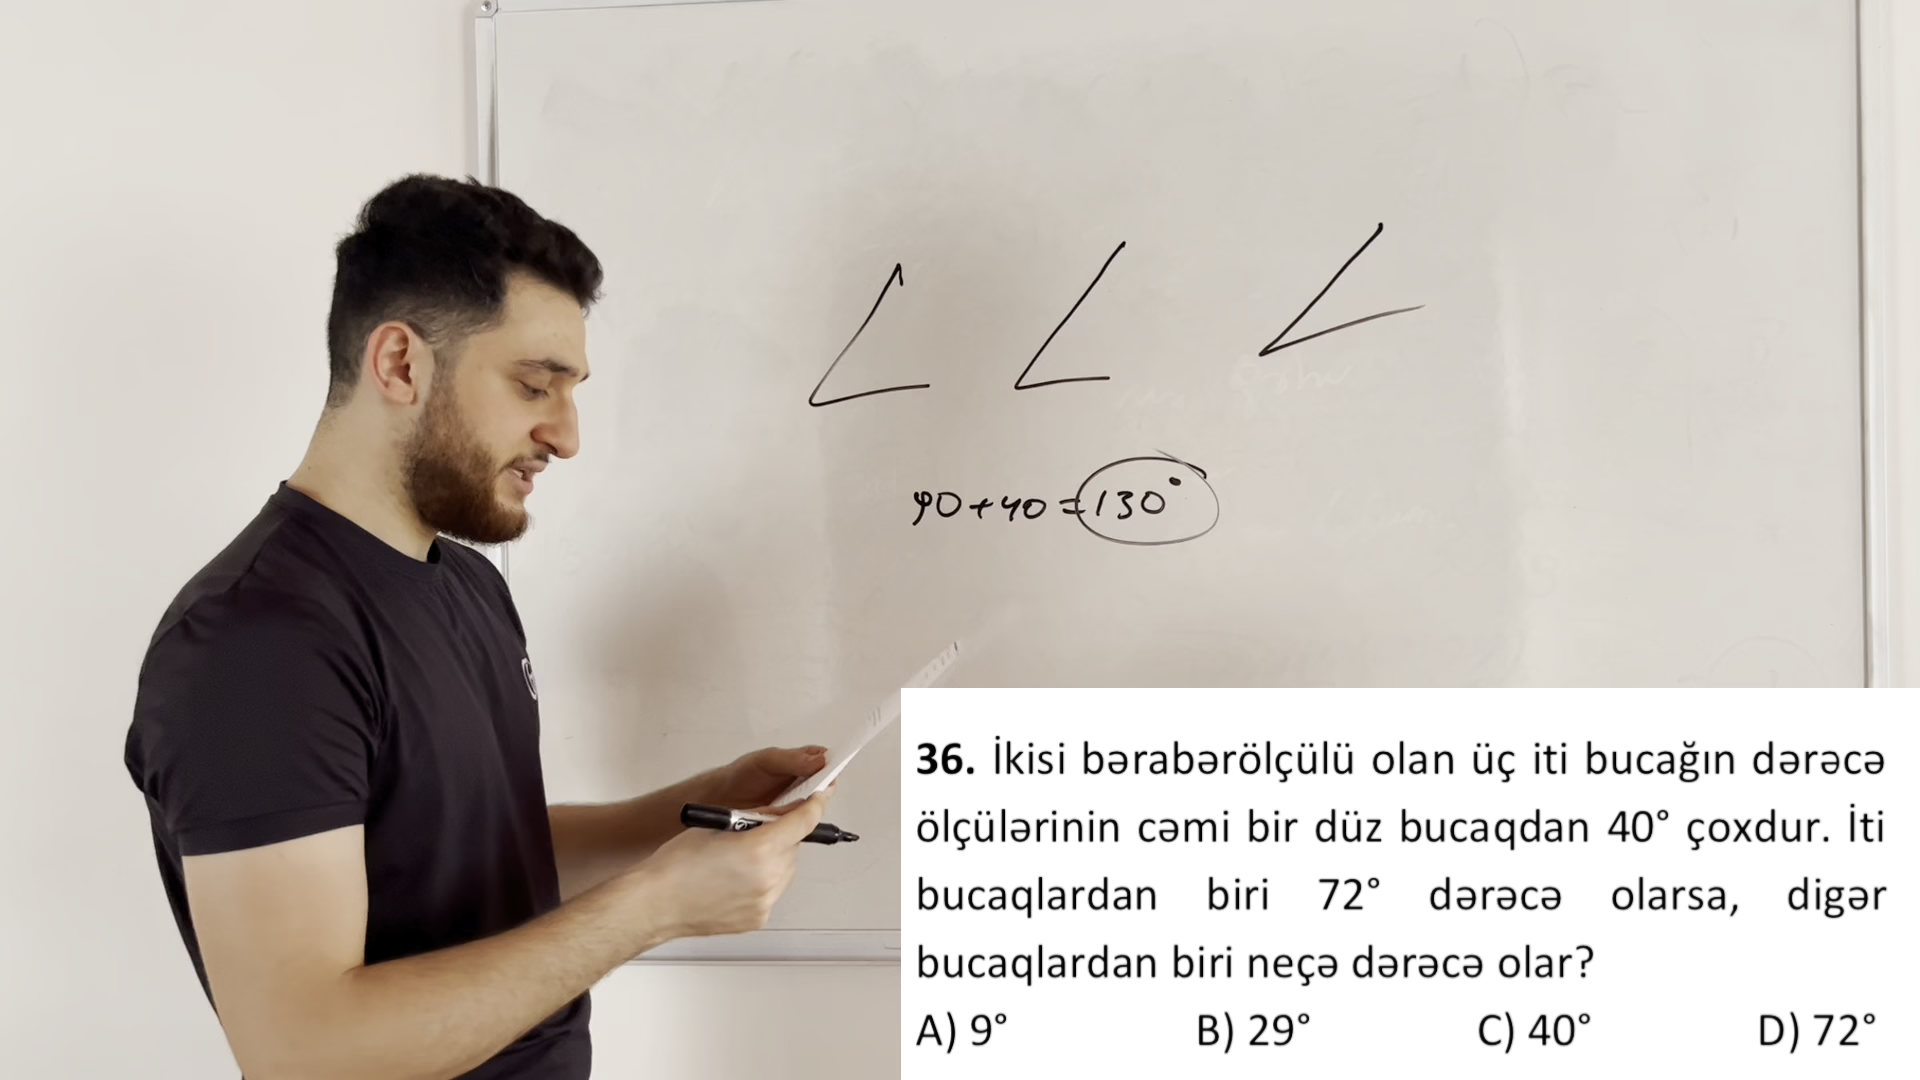 90+40=130°
36. İkisi bərabərölçülü olan üç iti bucağın dərəcə
ölçülərinin cəmi bir düz bucaqdan 40° çoxdur. İti
bucaqlardan biri 72° dərəcə olarsa, digər
bucaqlardan biri neçə dərəcə olar?
A) 9° B) 29° C) 40° D) 72°